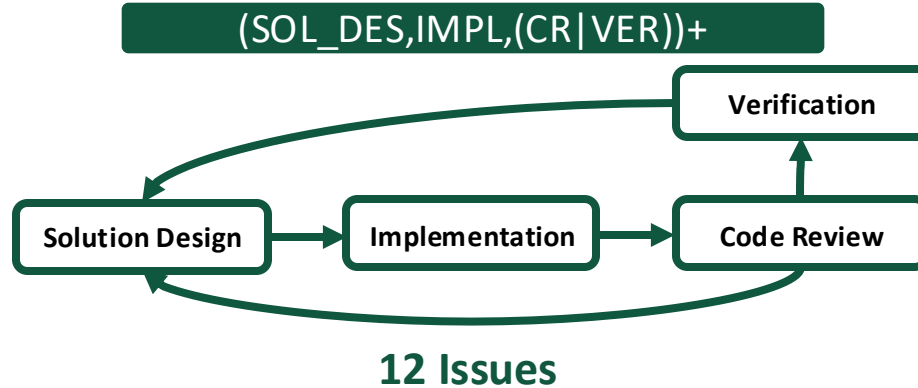 (SOL_DES,IMPL,(CR|VER))+
Verification
Solution Design
Implementation
Code Review
12 Issues